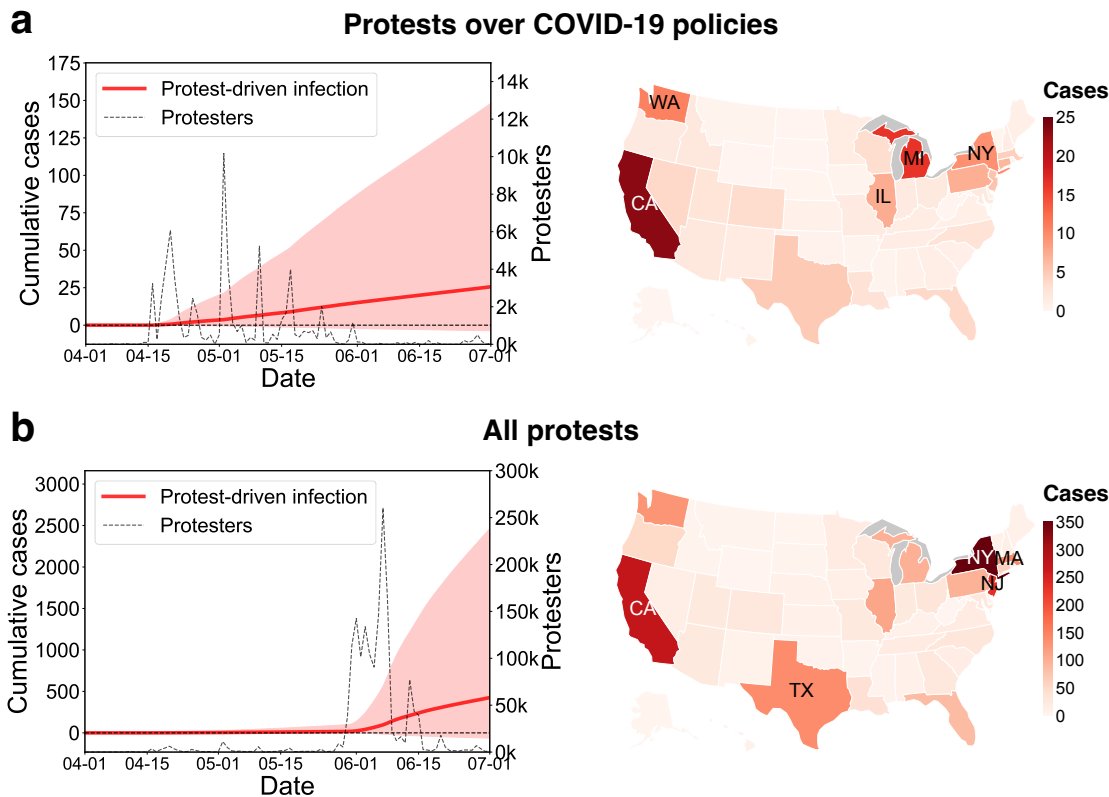 a
Protests over COVID-19 policies
175
150
125
100
75
50
25
0
Cumulative cases
Protest-driven infection
Protesters
14k
12k
10k
8k
6k
4k
2k
0k
Protesters
04-01 04-15 05-01 05-15 06-01 06-15 07-01
Date
WA
CA
MI
IL
NY
Cases
25
20
15
10
5
0
b
All protests
3000
2500
2000
1500
1000
500
0
Cumulative cases
Protest-driven infection
Protesters
300k
250k
200k
150k
100k
50k
0k
Protesters
04-01 04-15 05-01 05-15 06-01 06-15 07-01
Date
CA
TX
NY
MA
NJ
Cases
350
300
250
200
150
100
50
0